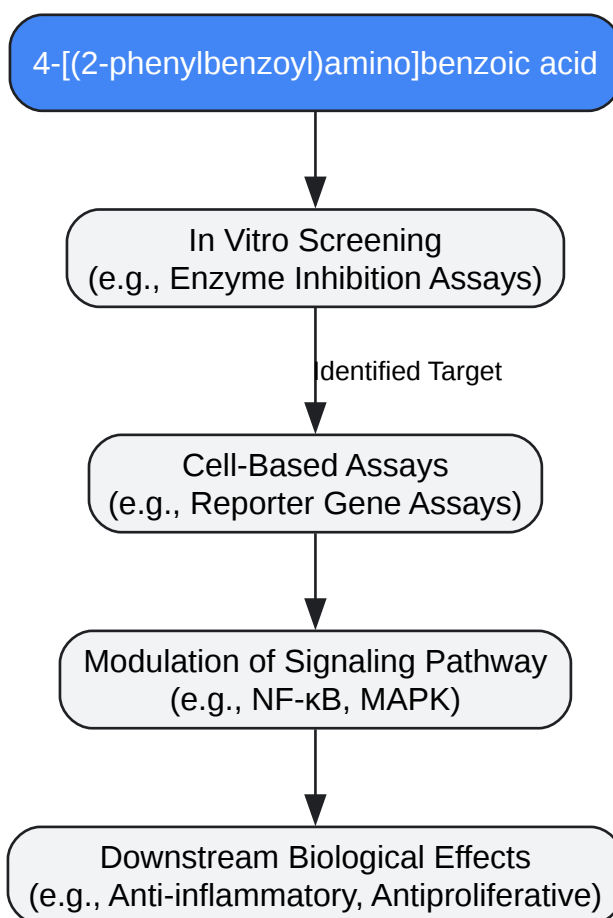 4-[(2-phenylbenzoyl)amino]benzoic acid
In Vitro Screening
(e.g., Enzyme Inhibition Assays)
Identified Target
Cell-Based Assays
(e.g., Reporter Gene Assays)
Modulation of Signaling Pathway
(e.g., NF-κB, MAPK)
Downstream Biological Effects
(e.g., Anti-inflammatory, Antiproliferative)